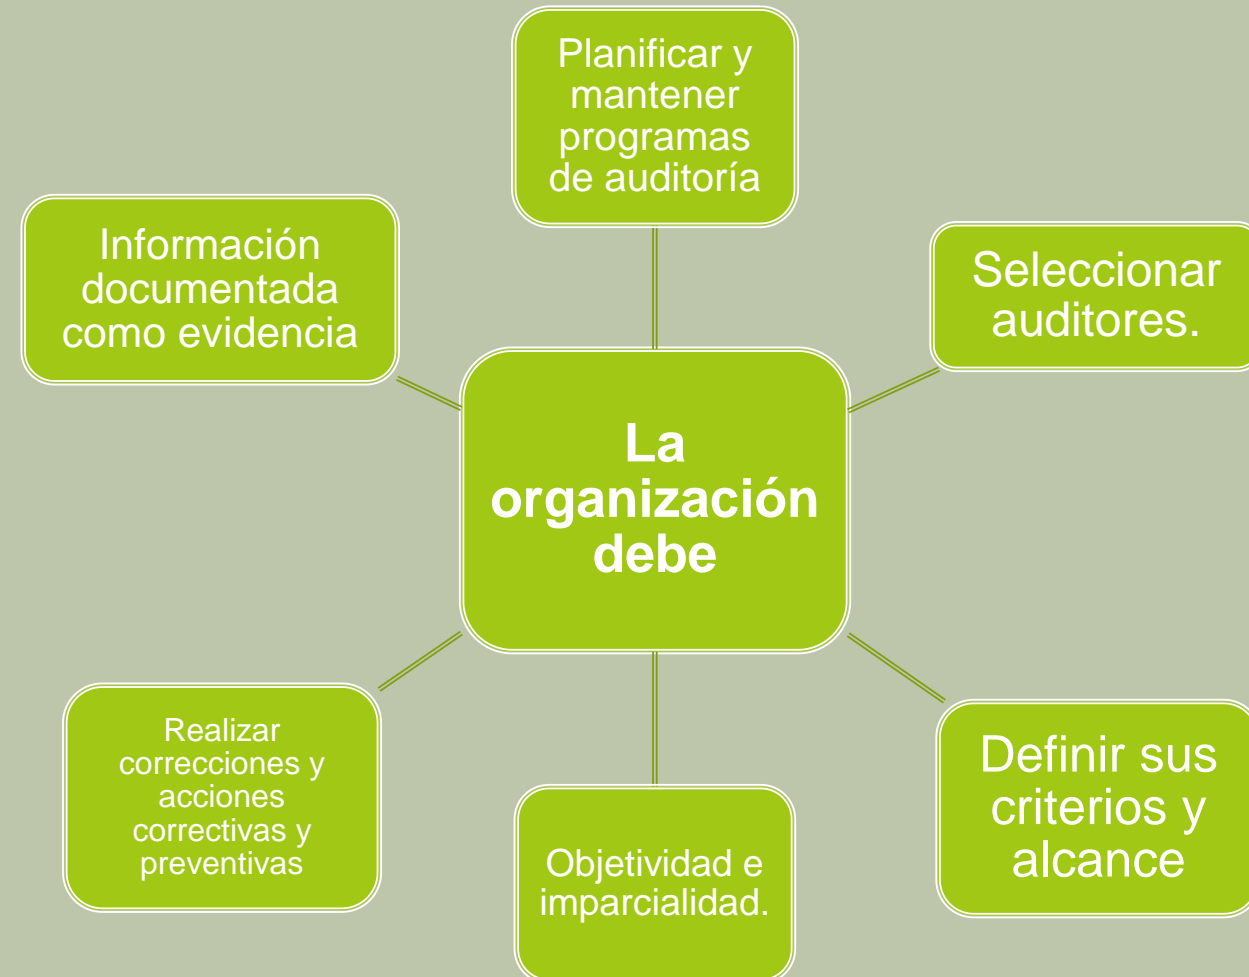 Planificar y
mantener
programas
de auditoría
Información
documentada
como evidencia
Seleccionar
auditores.
La
organización
debe
Realizar
correcciones y
acciones
correctivas y
preventivas
Objetividad e
imparcialidad.
Definir sus
criterios y
alcance